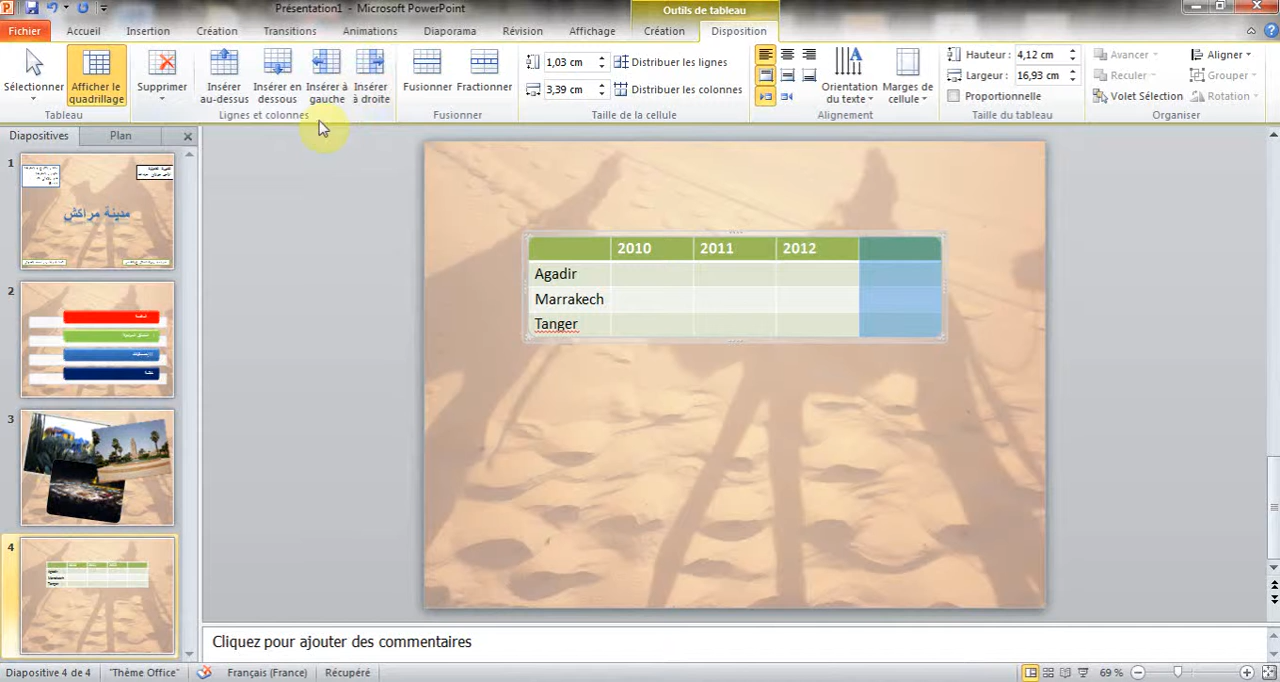 Présentation1 - Microsoft PowerPoint
Outils de tableau
Fichier Accueil Insertion Création Transitions Animations Diaporama Révision Affichage Création Disposition
Sélectionner
Afficher le quadrillage
Supprimer
Insérer au-dessus
Insérer en dessous
Insérer à gauche
Insérer à droite
Fusionner
Fractionner
1,03 cm
Distribuer les lignes
3,39 cm
Distribuer les colonnes
Orientation du texte
Marges de cellule
Hauteur : 4,12 cm
Largeur : 16,93 cm
Proportionnelle
Avancer
Reculer
Volet Sélection
Aligner
Grouper
Rotation
Tableau Lignes et colonnes Fusionner Taille de la cellule Alignement Taille du tableau Organiser
Diapositives Plan
1
مدينة مراكش
2
3
4
2010 2011 2012
Agadir
Marrakech
Tanger
Cliquez pour ajouter des commentaires
Diapositive 4 de 4 "Thème Office" Français (France) Récupéré 69 %